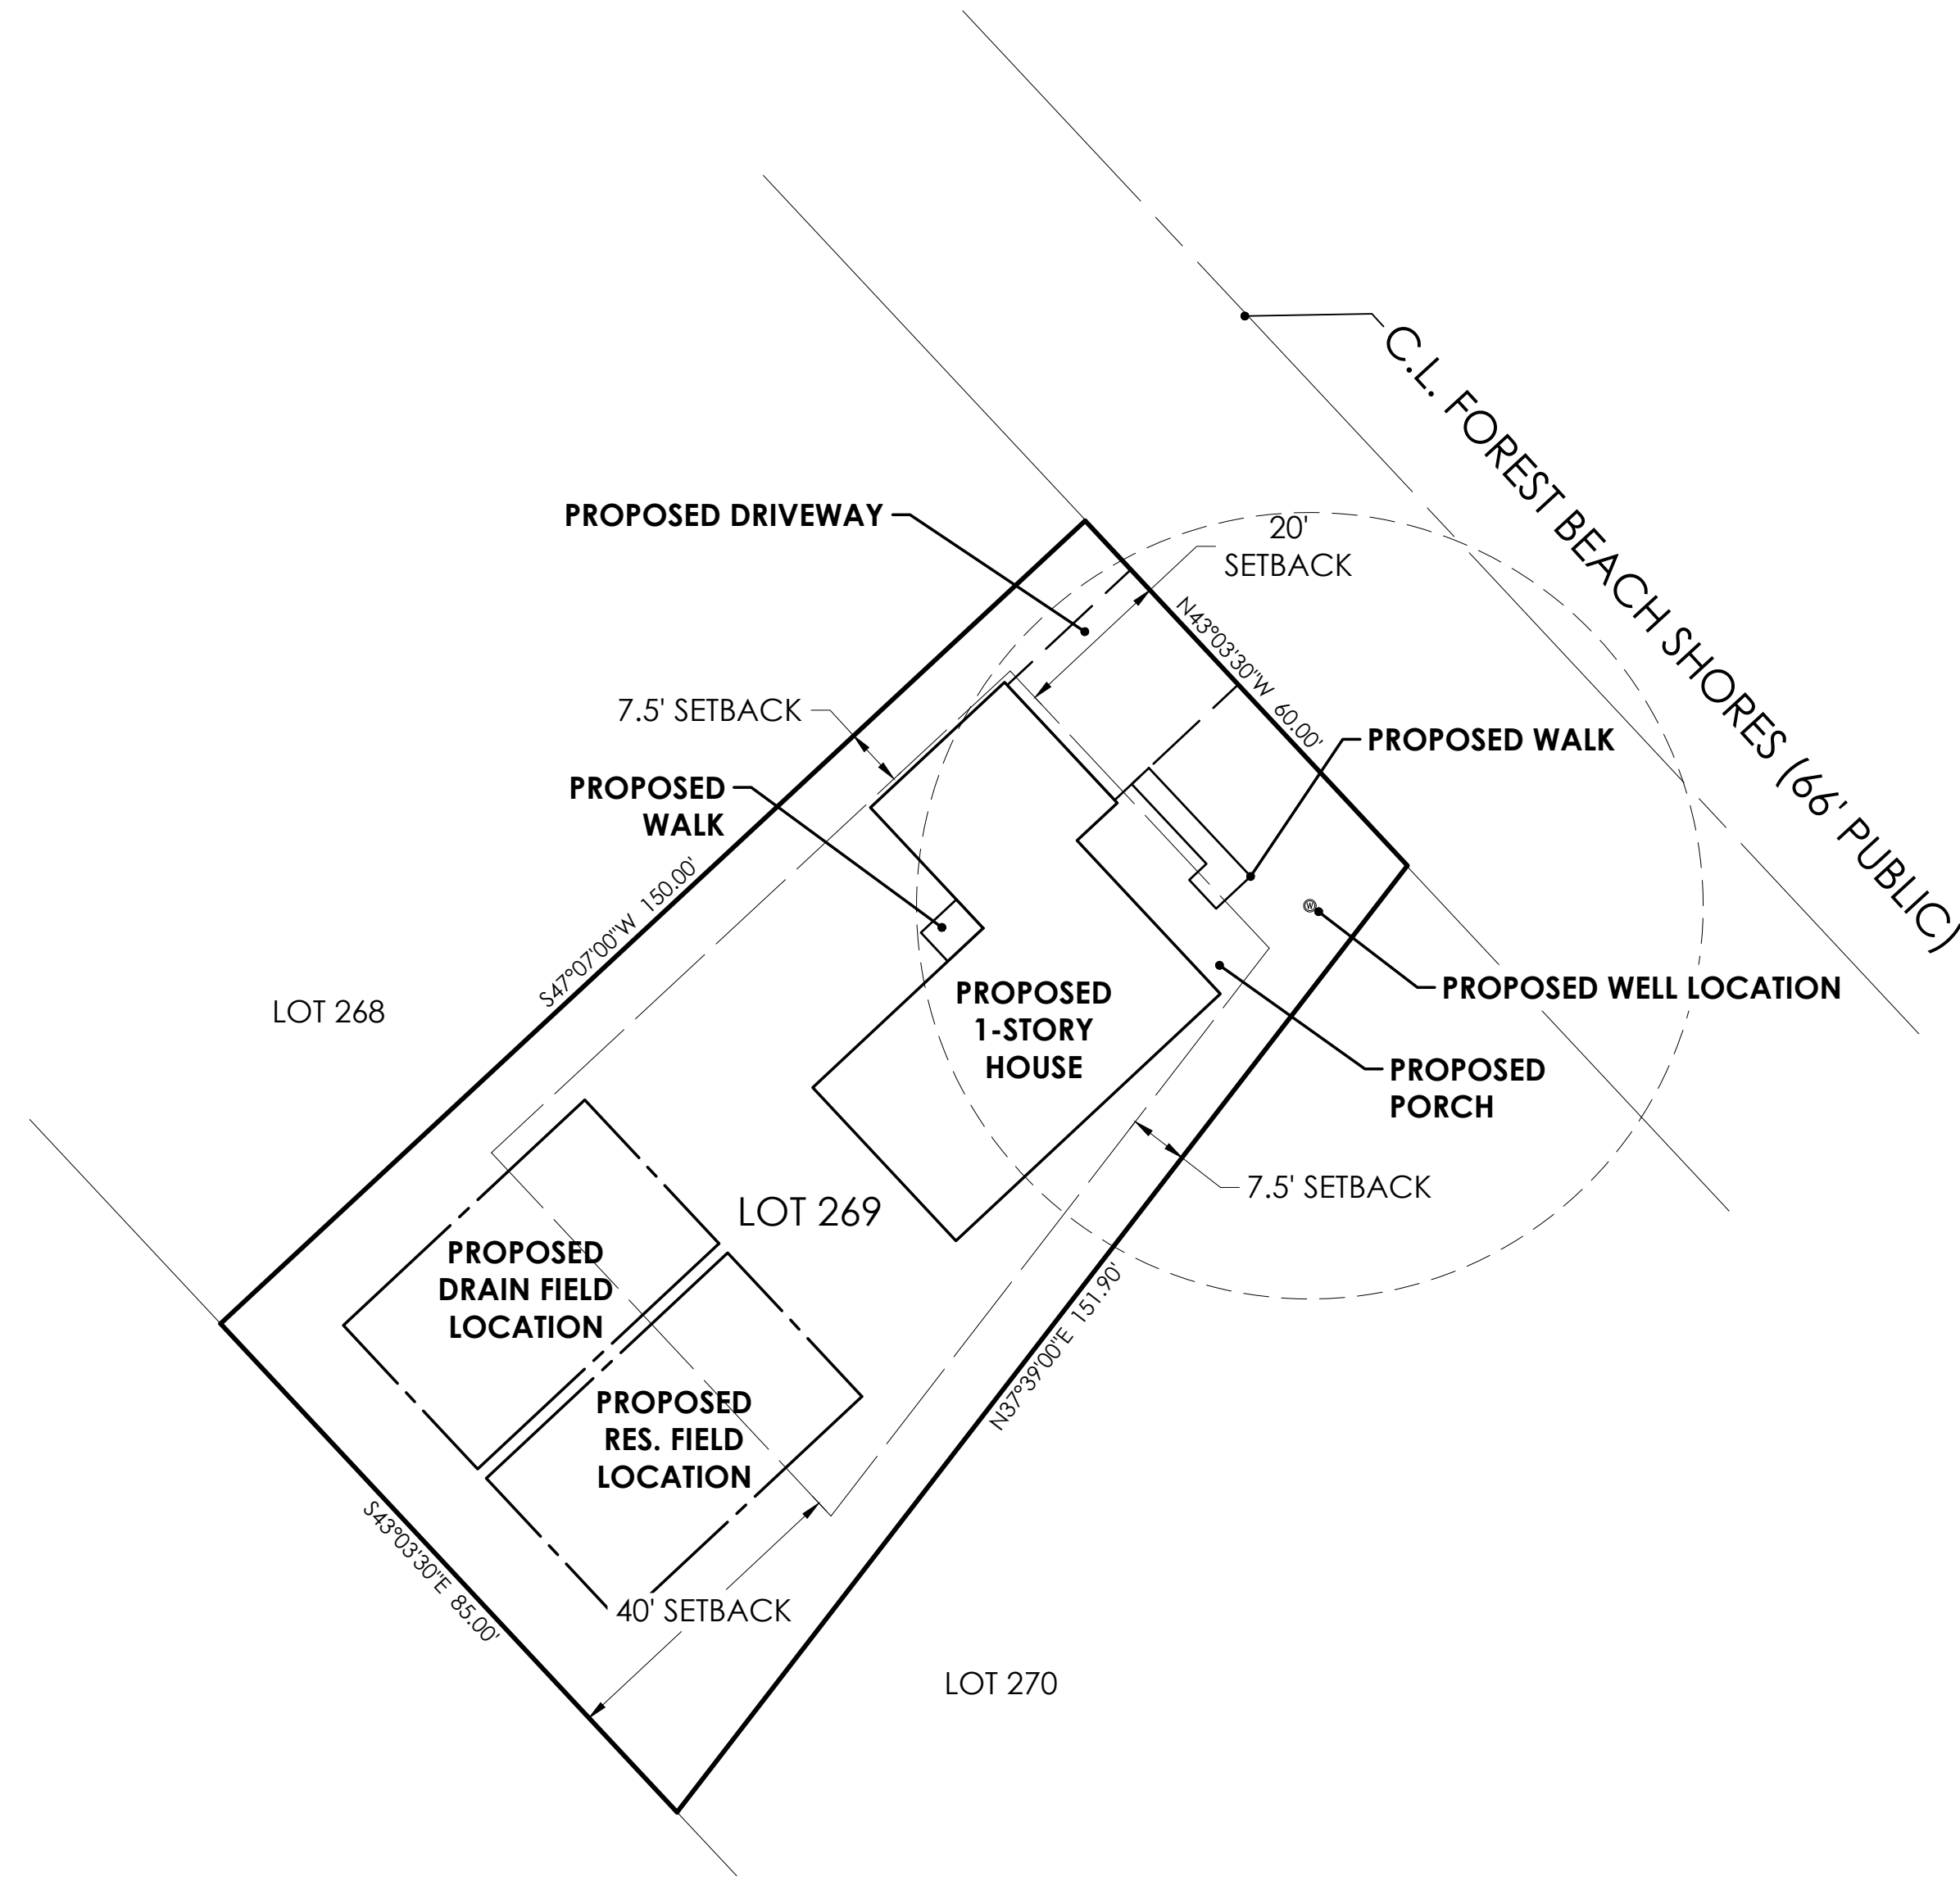 C.L. FOREST BEACH SHORES (66' PUBLIC)
PROPOSED DRIVEWAY
20'
SETBACK
N43°03'30"W 60.00'
7.5' SETBACK
PROPOSED WALK
PROPOSED
WALK
S47°07'00"W 150.00'
W
PROPOSED WELL LOCATION
LOT 268
PROPOSED
1-STORY
HOUSE
PROPOSED
PORCH
7.5' SETBACK
LOT 269
PROPOSED
DRAIN FIELD
LOCATION
N37°39'00"E 151.90'
PROPOSED
RES. FIELD
LOCATION
S43°03'30"E 85.00'
40' SETBACK
LOT 270